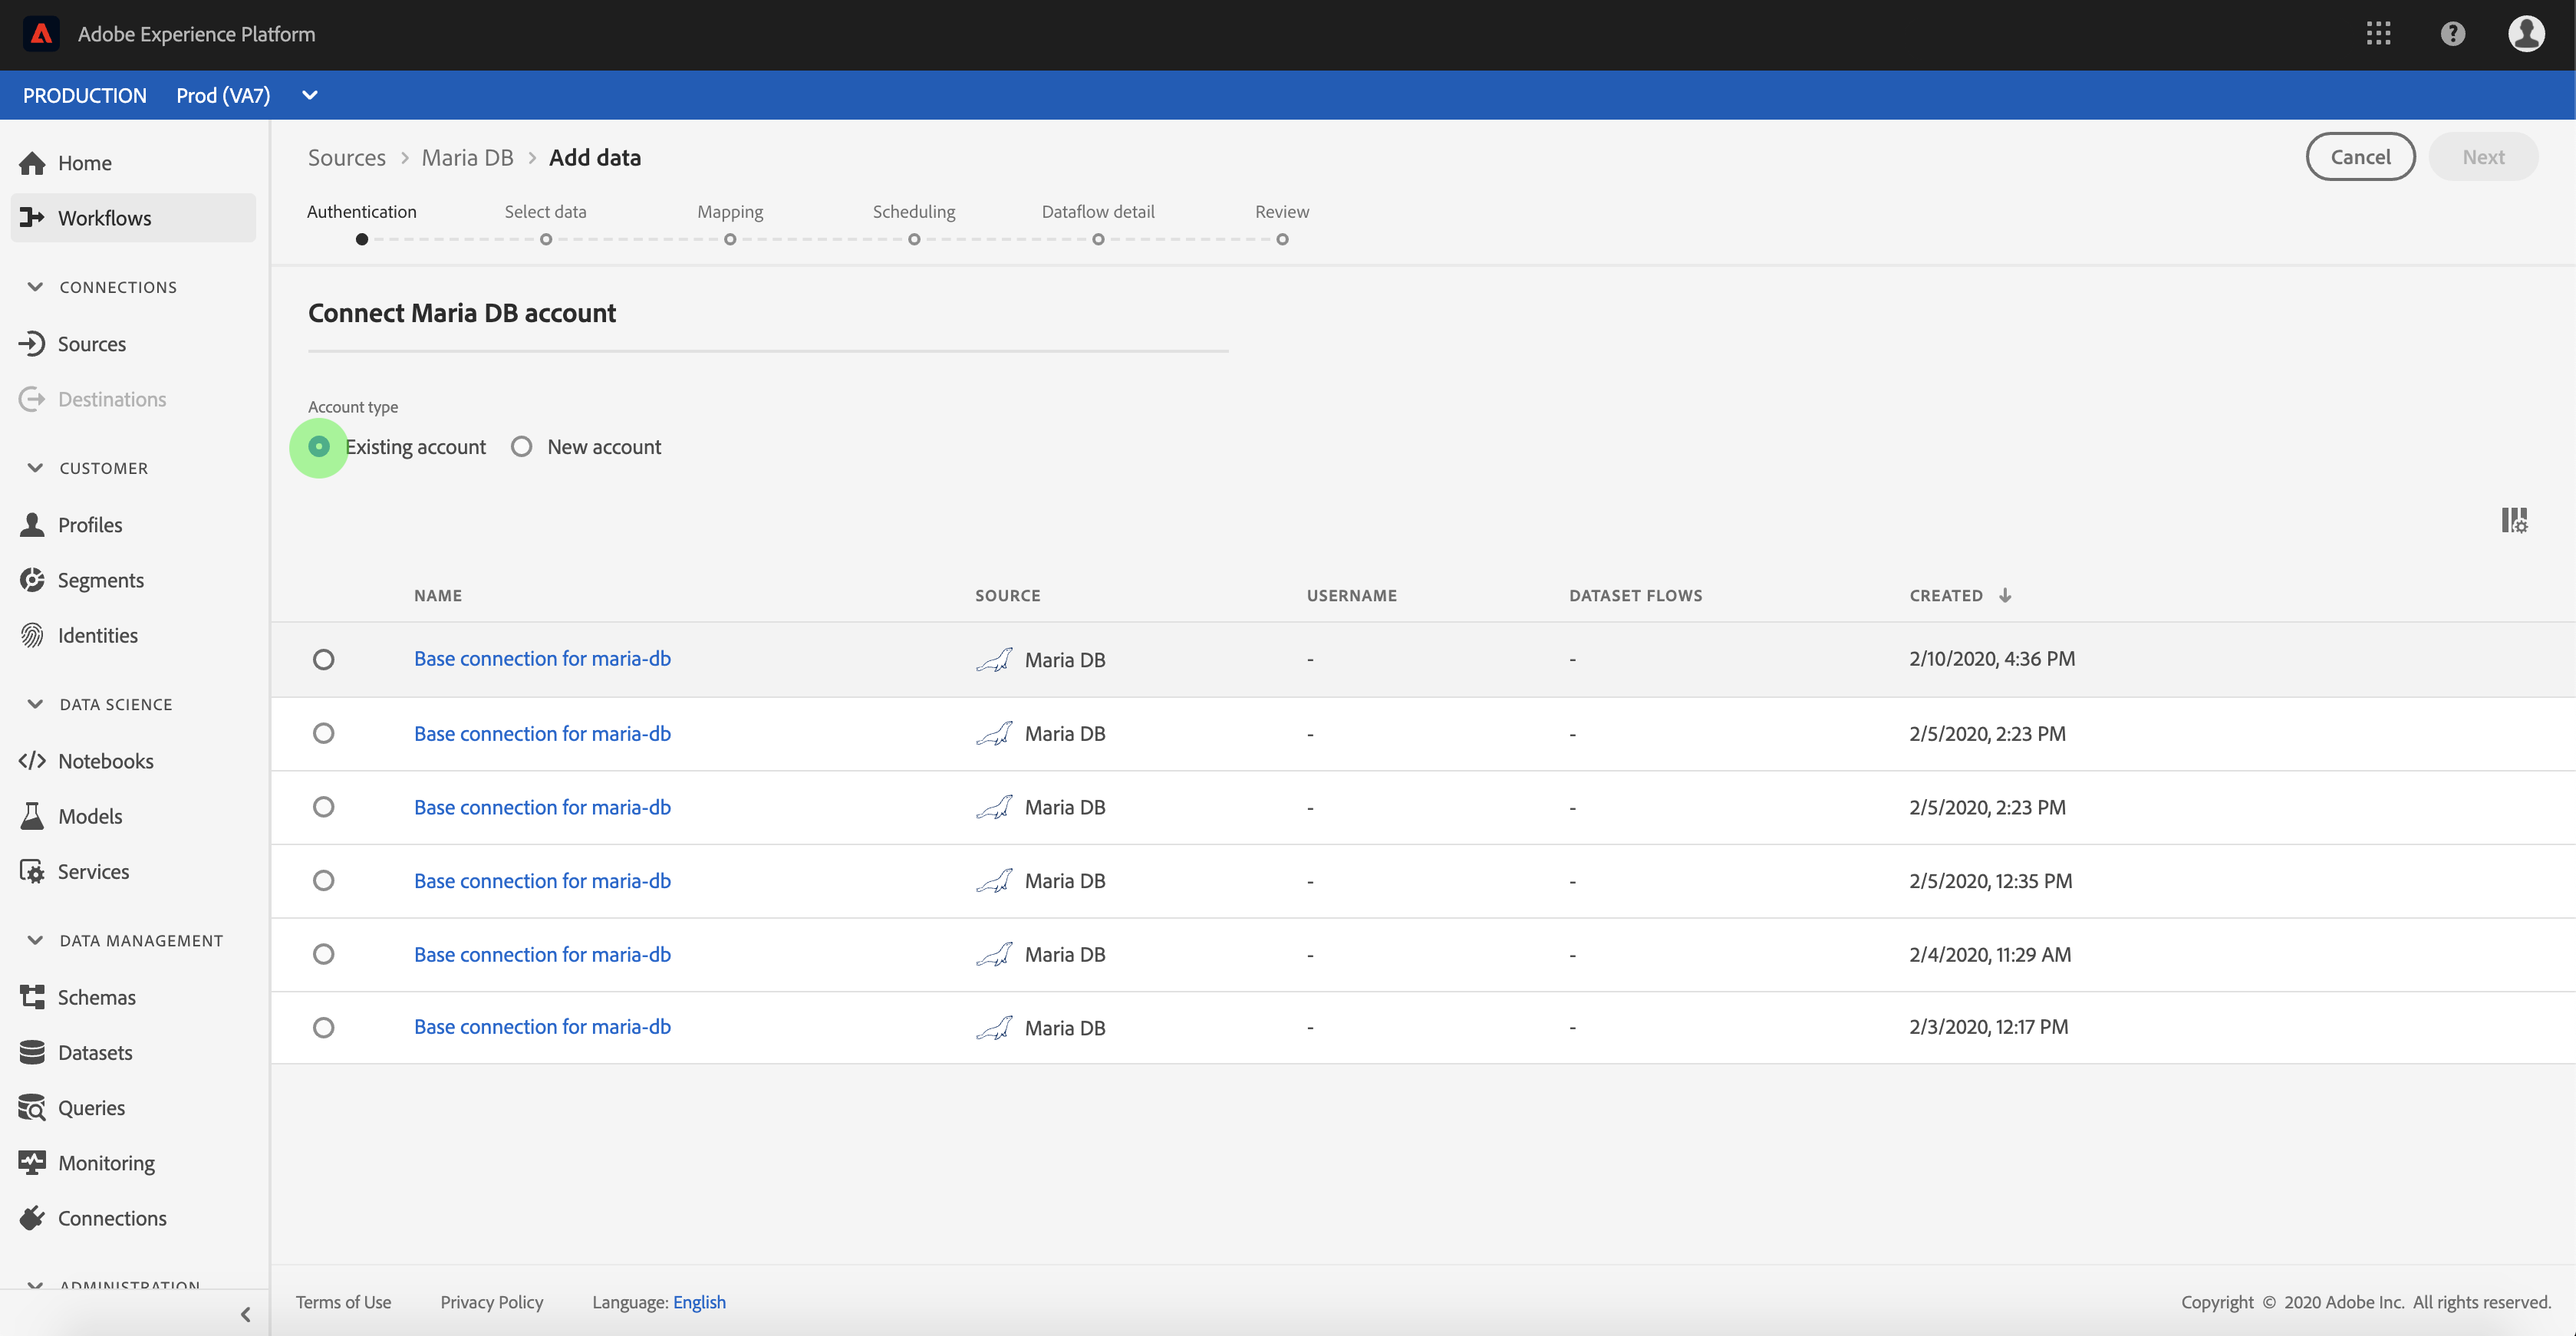 Adobe Experience Platform
PRODUCTION Prod (VA7)
Home
Workflows
CONNECTIONS
Sources
Destinations
CUSTOMER
Profiles
Segments
Identities
DATA SCIENCE
Notebooks
Models
Services
DATA MANAGEMENT
Schemas
Datasets
Queries
Monitoring
Connections
ADMINISTRATION
Sources > Maria DB > Add data
Cancel Next
Authentication Select data Mapping Scheduling Dataflow detail Review
Connect Maria DB account
Account type
Existing account New account
NAME SOURCE USERNAME DATASET FLOWS CREATED
Base connection for maria-db Maria DB - - 2/10/2020, 4:36 PM
Base connection for maria-db Maria DB - - 2/5/2020, 2:23 PM
Base connection for maria-db Maria DB - - 2/5/2020, 2:23 PM
Base connection for maria-db Maria DB - - 2/5/2020, 12:35 PM
Base connection for maria-db Maria DB - - 2/4/2020, 11:29 AM
Base connection for maria-db Maria DB - - 2/3/2020, 12:17 PM
Terms of Use Privacy Policy Language: English
Copyright © 2020 Adobe Inc. All rights reserved.